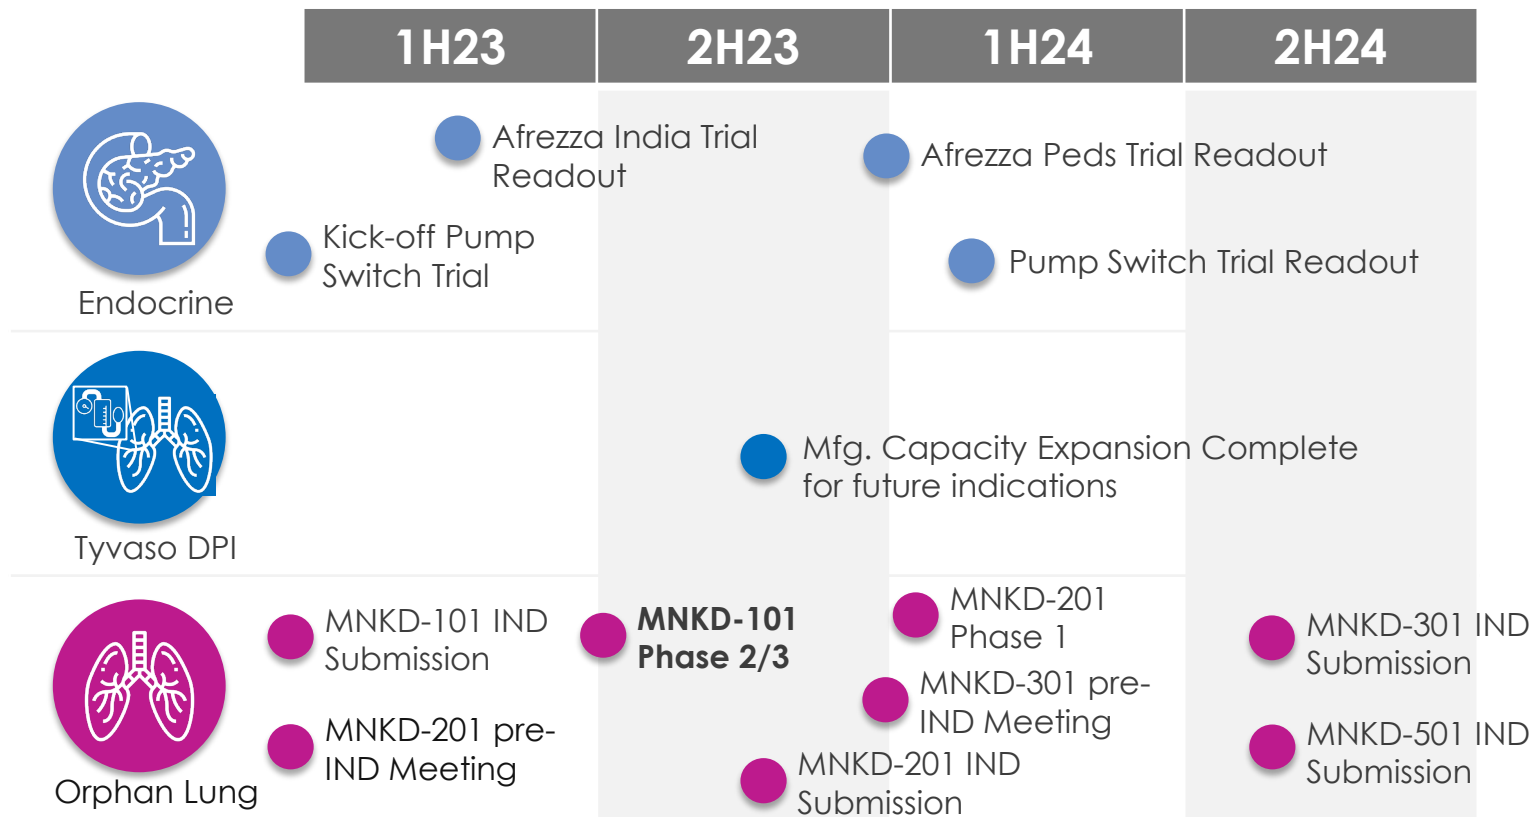 1H23
2H23
1H24
2H24
Afrezza India Trial
Readout
Afrezza Peds Trial Readout
Kick-off Pump
Switch Trial
Pump Switch Trial Readout
Endocrine
Mfg. Capacity Expansion Complete
for future indications
Tyvaso DPI
MNKD-101 IND
Submission
MNKD-101
Phase 2/3
MNKD-201
Phase 1
MNKD-301 IND
Submission
MNKD-201 pre-
IND Meeting
MNKD-301 pre-
IND Meeting
MNKD-201 IND
Submission
MNKD-501 IND
Submission
Orphan Lung